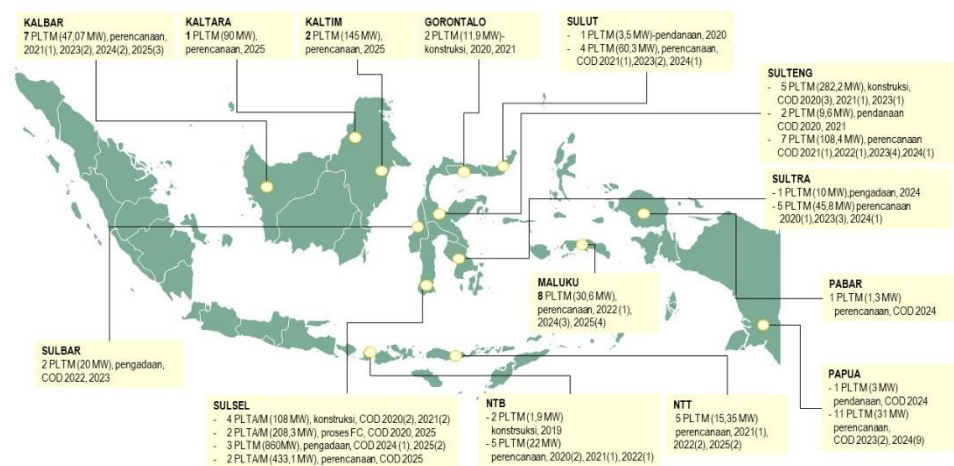 KALBAR
7 PLTM (47,07 MW), perencanaan,
2021(1), 2023(2), 2024(2), 2025(3)
KALTARA
1 PLTM (90 MW),
perencanaan, 2025
KALTIM
2 PLTM (145 MW),
perencanaan, 2025
GORONTALO
2 PLTM (11,9 MW)-
konstruksi, 2020, 2021
SULUT
- 1 PLTM (3,5 MW)-pendanaan, 2020
- 4 PLTM (60,3 MW), perencanaan,
COD 2021(1),2023(2), 2024(1)
SULTENG
- 5 PLTM (282,2 MW), konstruksi,
COD 2020(3), 2021(1), 2023(1)
- 2 PLTM (9,6 MW), pendanaan
COD 2020, 2021
- 7 PLTM (108,4 MW), perencanaan
COD 2021(1),2022(1),2023(4),2024(1)
SULTRA
- 1 PLTM (10 MW),pengadaan, 2024
- 5 PLTM (45,8 MW) perencanaan
2020(1),2023(3), 2024(1)
MALUKU
8 PLTM (30,6 MW),
perencanaan, 2022 (1),
2024(3), 2025(4)
PABAR
1 PLTM (1,3 MW)
perencanaan, COD 2024
SULBAR
2 PLTM (20 MW), pengadaan,
COD 2022, 2023
SULSEL
- 4 PLTA/M (108 MW), konstruksi, COD 2020(2), 2021(2)
- 2 PLTA/M (208,3 MW), proses FC, COD 2020, 2025
- 3 PLTM (860MW), pengadaan, COD 2024 (1), 2025(2)
- 2 PLTA/M (433,1 MW), perencanaan, COD 2025
NTB
- 2 PLTM (1,9 MW)
konstrsuksi, 2019
- 5 PLTM (22 MW)
perencanaan, 2020(2), 2021(1), 2022(1)
NTT
5 PLTM (15,35 MW)
perencanaan, 2021(1),
2022(2), 2025(2)
PAPUA
- 1 PLTM (3 MW)
pendanaan, COD 2024
- 11 PLTM (31 MW)
perencanaan,
COD 2023(2), 2024(9)